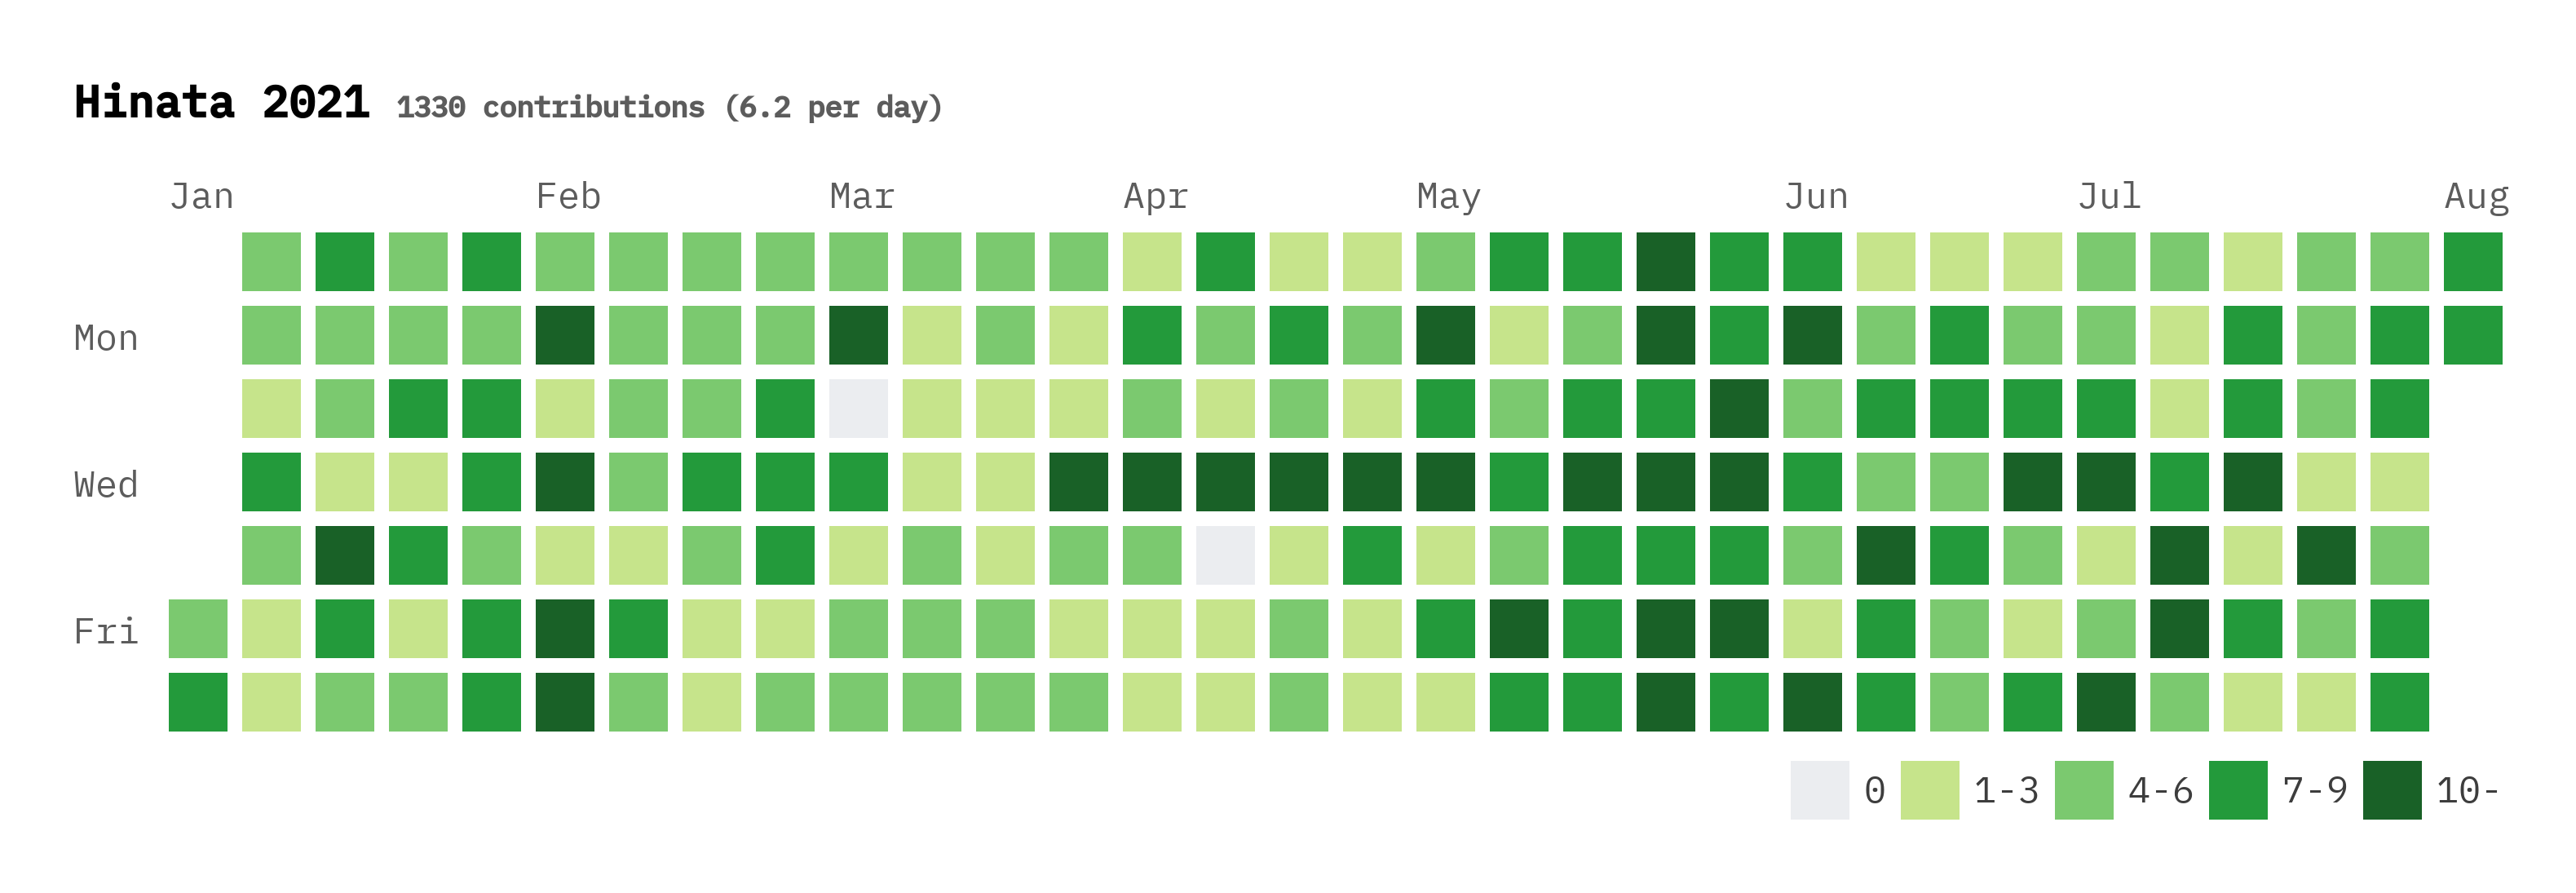 Hinata 2021 1330 contributions (6.2 per day)
Jan Feb Mar Apr May Jun Jul Aug
Mon
Wed
Fri
0 1-3 4-6 7-9 10-